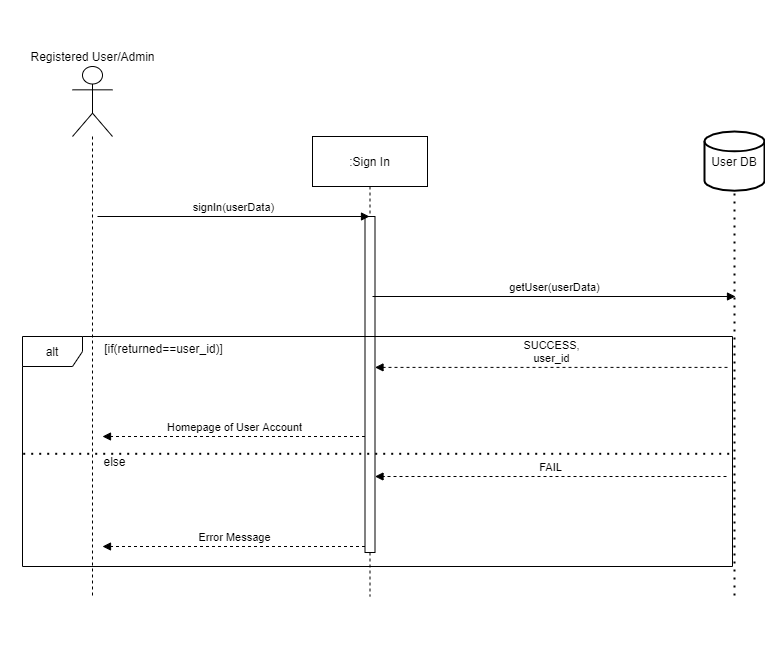 Registered User/Admin
:Sign In
User DB
signIn(userData)
getUser(userData)
alt
[if(returned==user_id)]
SUCCESS,
user_id
Homepage of User Account
else
FAIL
Error Message